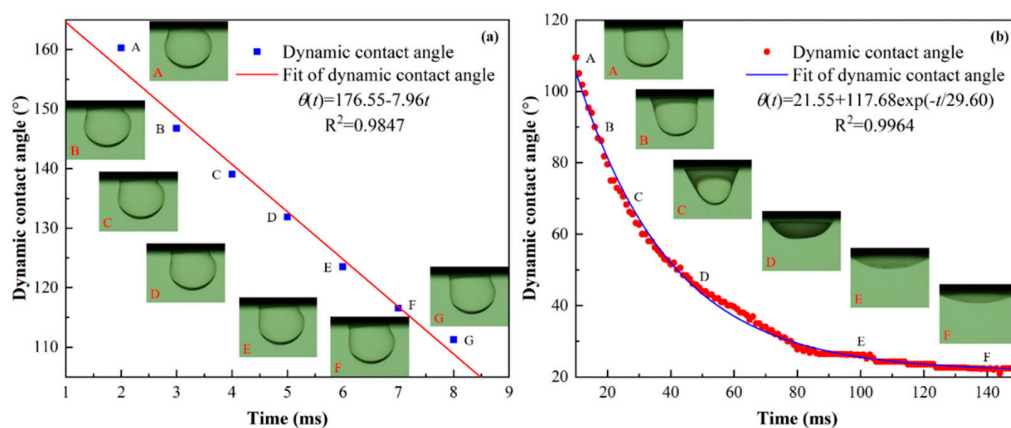 (a)
Dynamic contact angle
Fit of dynamic contact angle
θ(t)=176.55-7.96t
R²=0.9847
A
B
C
D
E
F
G
A
B
C
D
E
F
G
160
150
140
130
120
110
Dynamic contact angle (°)
1 2 3 4 5 6 7 8 9
Time (ms)
(b)
Dynamic contact angle
Fit of dynamic contact angle
θ(t)=21.55+117.68exp(-t/29.60)
R²=0.9964
A
B
C
D
E
F
A
B
C
D
E
F
120
100
80
60
40
20
Dynamic contact angle (°)
20 40 60 80 100 120 140
Time (ms)